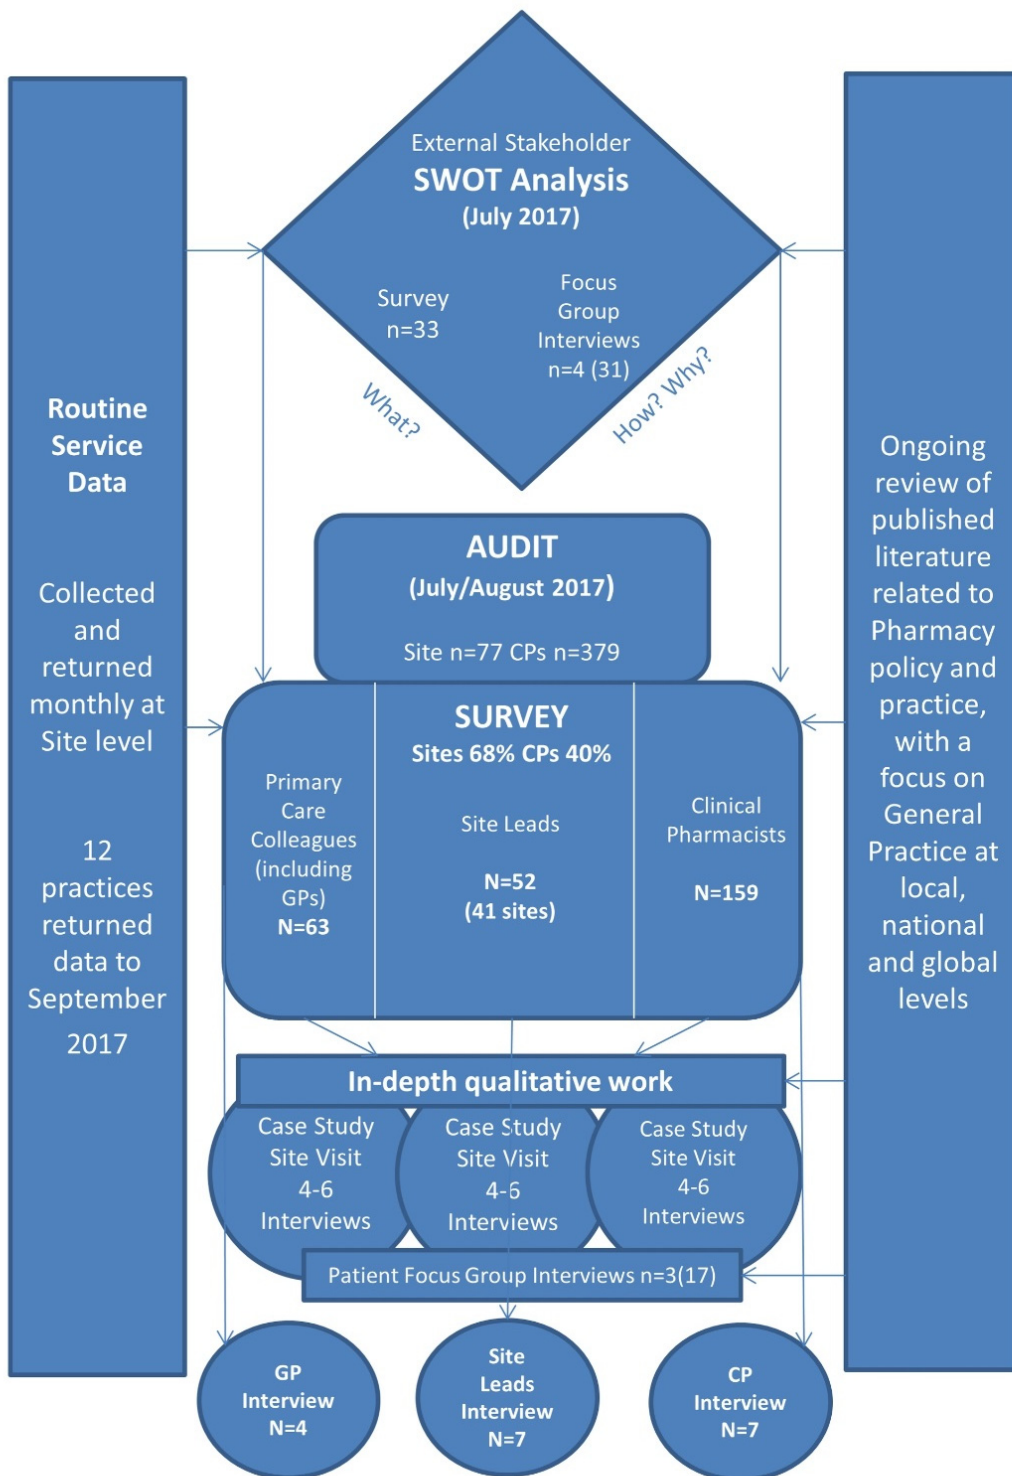 External Stakeholder
SWOT Analysis
(July 2017)
Survey
n=33
Focus
Group
Interviews
n=4 (31)
What?
How? Why?
Routine
Service
Data
Collected
and
returned
monthly at
Site level
12
practices
returned
data to
September
2017
AUDIT
(July/August 2017)
Site n=77 CPs n=379
SURVEY
Sites 68% CPs 40%
Primary
Care
Colleagues
(including
GPs)
N=63
Site Leads
N=52
(41 sites)
Clinical
Pharmacists
N=159
Ongoing
review of
published
literature
related to
Pharmacy
policy and
practice,
with a
focus on
General
Practice at
local,
national
and global
levels
In-depth qualitative work
Case Study
Site Visit
4-6
Interviews
Case Study
Site Visit
4-6
Interviews
Case Study
Site Visit
4-6
Interviews
Patient Focus Group Interviews n=3(17)
GP
Interview
N=4
Site
Leads
Interview
N=7
CP
Interview
N=7